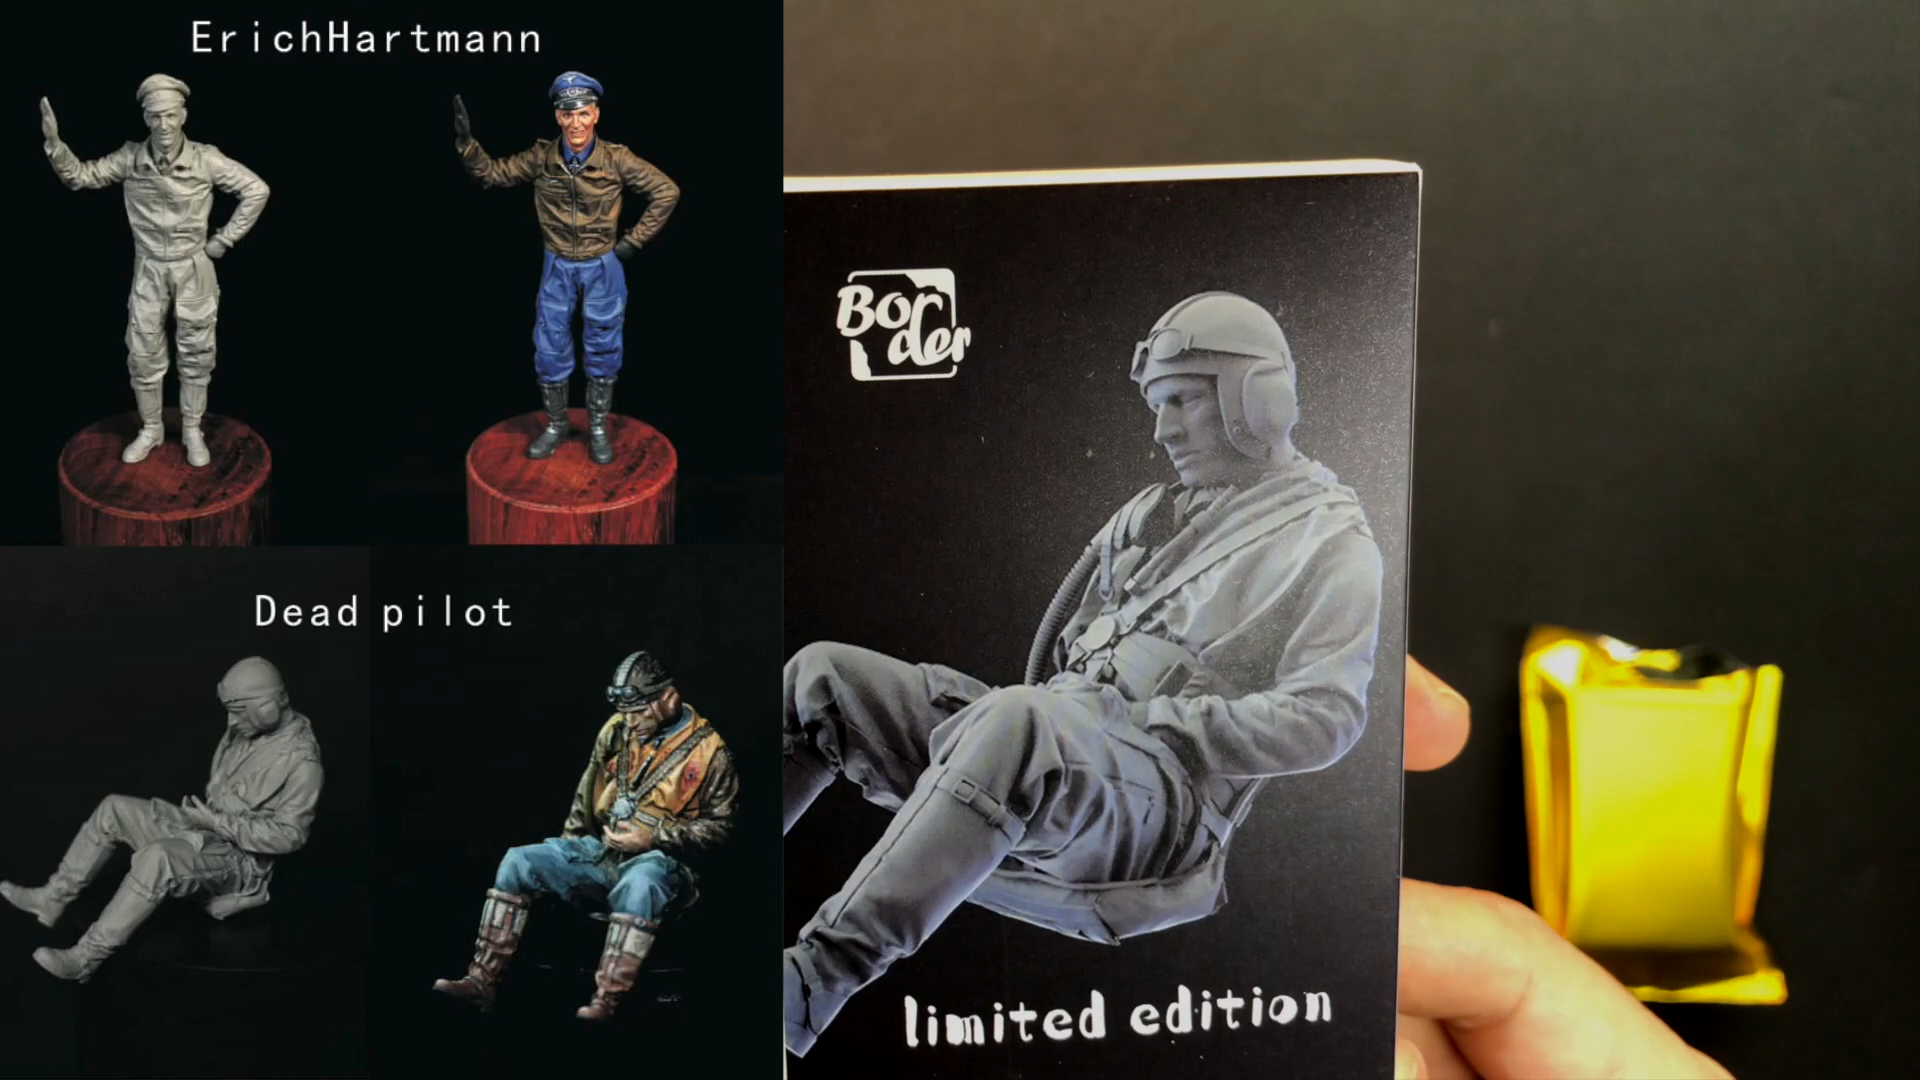 ErichHartmann
Dead pilot
Border
limited edition